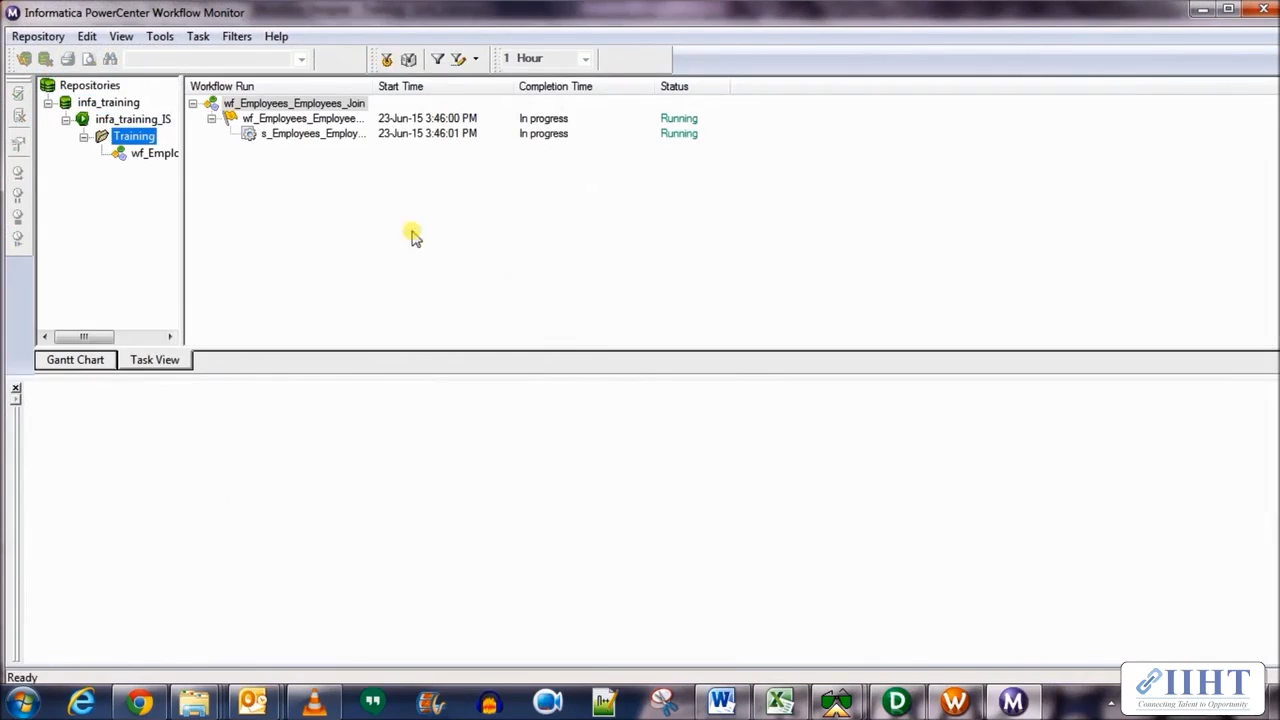 Informatica PowerCenter Workflow Monitor
Repository Edit View Tools Task Filters Help
1 Hour
Repositories
infa_training
infa_training_IS
Training
wf_Emplc
Workflow Run Start Time Completion Time Status
wf_Employees_Employees_Join
wf_Employees_Employee... 23-Jun-15 3:46:00 PM In progress Running
s_Employees_Employ... 23-Jun-15 3:46:01 PM In progress Running
Gantt Chart Task View
Ready
IIHT
Connecting Talent to Opportunity